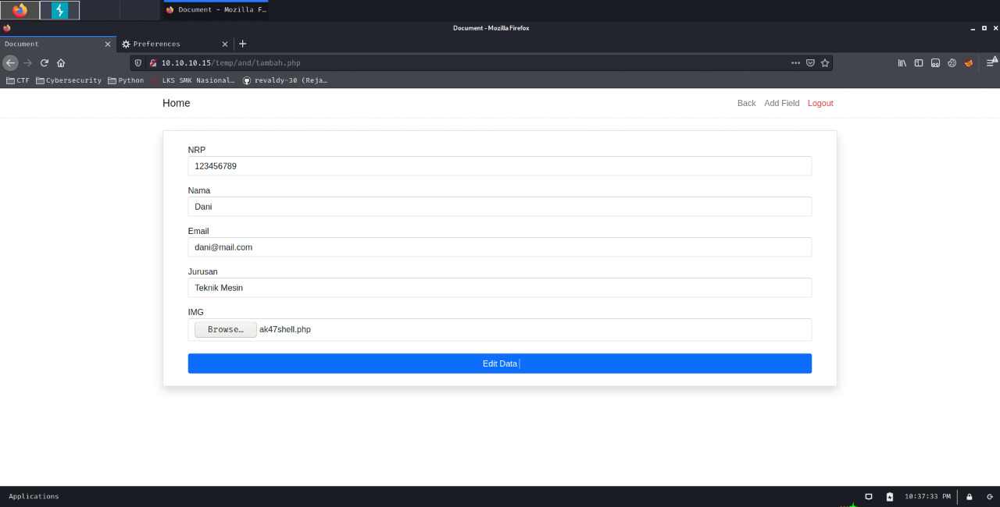 Document - Mozilla F…
Document - Mozilla Firefox
Document
Preferences
10.10.10.15/temp/and/tambah.php
CTF Cybersecurity Python LKS SMK Nasional… revaldy-30 (Reja…
Home Back Add Field Logout
NRP
123456789
Nama
Dani
Email
dani@mail.com
Jurusan
Teknik Mesin
IMG
Browse… ak47shell.php
Edit Data
Applications 10:37:33 PM